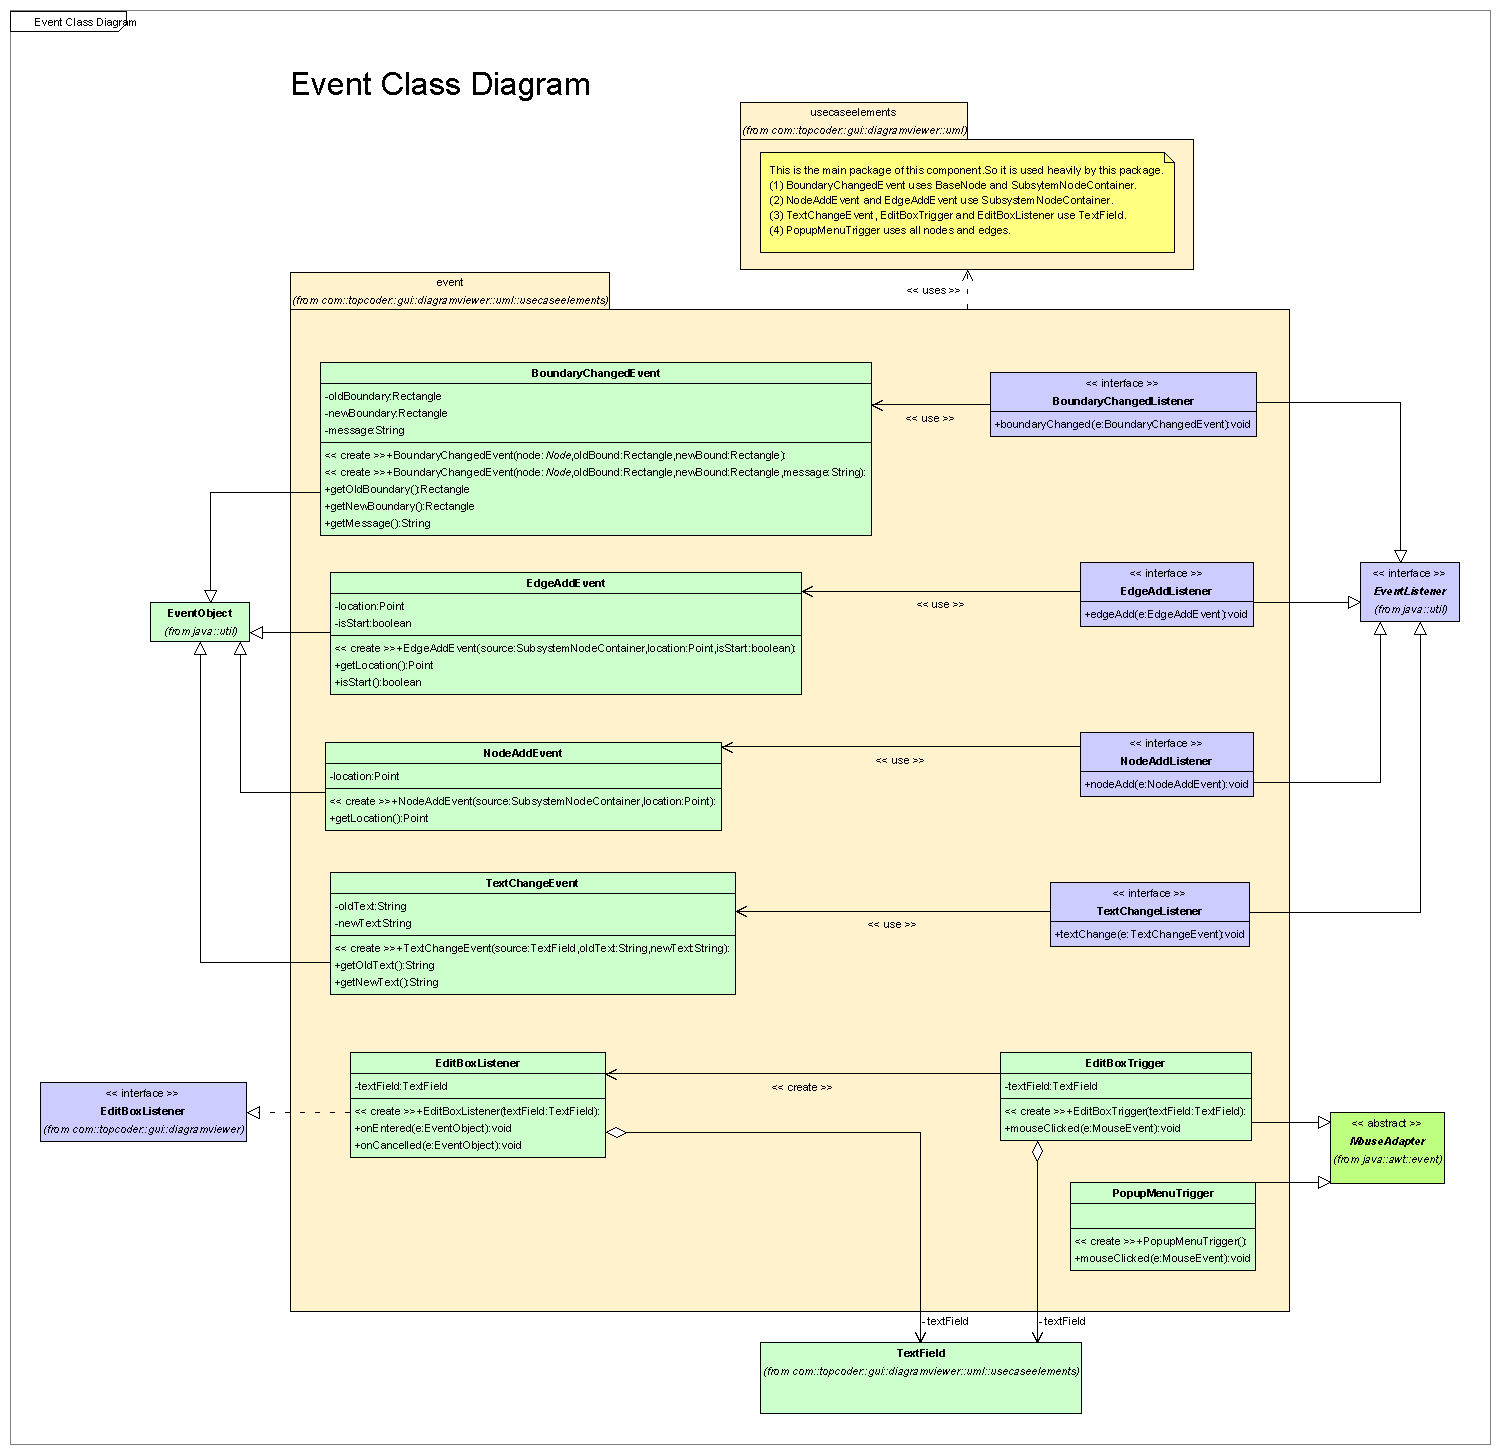 Event Class Diagram
Event Class Diagram
usecaseelements
(from com::topcoder::gui::diagramviewer::uml)
This is the main package of this component.So it is used heavily by this package.
(1) BoundaryChangedEvent uses BaseNode and SubsytemNodeContainer.
(2) NodeAddEvent and EdgeAddEvent use SubsystemNodeContainer.
(3) TextChangeEvent, EditBoxTrigger and EditBoxListener use TextField.
(4) PopupMenuTrigger uses all nodes and edges.
<< uses >>
event
(from com::topcoder::gui::diagramviewer::uml::usecaseelements)
BoundaryChangedEvent
-oldBoundary:Rectangle
-newBoundary:Rectangle
-message:String
<< create >>+BoundaryChangedEvent(node: Node,oldBound:Rectangle,newBound:Rectangle):
<< create >>+BoundaryChangedEvent(node: Node,oldBound:Rectangle,newBound:Rectangle,message:String):
+getOldBoundary():Rectangle
+getNewBoundary():Rectangle
+getMessage():String
<< use >>
<< interface >>
BoundaryChangedListener
+boundaryChanged(e:BoundaryChangedEvent):void
EventObject
(from java::util)
EdgeAddEvent
-location:Point
-isStart:boolean
<< create >>+EdgeAddEvent(source:SubsystemNodeContainer,location:Point,isStart:boolean):
+getLocation():Point
+isStart():boolean
<< use >>
<< interface >>
EdgeAddListener
+edgeAdd(e:EdgeAddEvent):void
<< interface >>
EventListener
(from java::util)
NodeAddEvent
-location:Point
<< create >>+NodeAddEvent(source:SubsystemNodeContainer,location:Point):
+getLocation():Point
<< use >>
<< interface >>
NodeAddListener
+nodeAdd(e:NodeAddEvent):void
TextChangeEvent
-oldText:String
-newText:String
<< create >>+TextChangeEvent(source:TextField,oldText:String,newText:String):
+getOldText():String
+getNewText():String
<< use >>
<< interface >>
TextChangeListener
+textChange(e:TextChangeEvent):void
<< interface >>
EditBoxListener
(from com::topcoder::gui::diagramviewer)
EditBoxListener
-textField:TextField
<< create >>+EditBoxListener(textField:TextField):
+onEntered(e:EventObject):void
+onCancelled(e:EventObject):void
<< create >>
EditBoxTrigger
-textField:TextField
<< create >>+EditBoxTrigger(textField:TextField):
+mouseClicked(e:MouseEvent):void
<< abstract >>
MouseAdapter
(from java::awt::event)
PopupMenuTrigger
<< create >>+PopupMenuTrigger():
+mouseClicked(e:MouseEvent):void
-textField
-textField
TextField
(from com::topcoder::gui::diagramviewer::uml::usecaseelements)